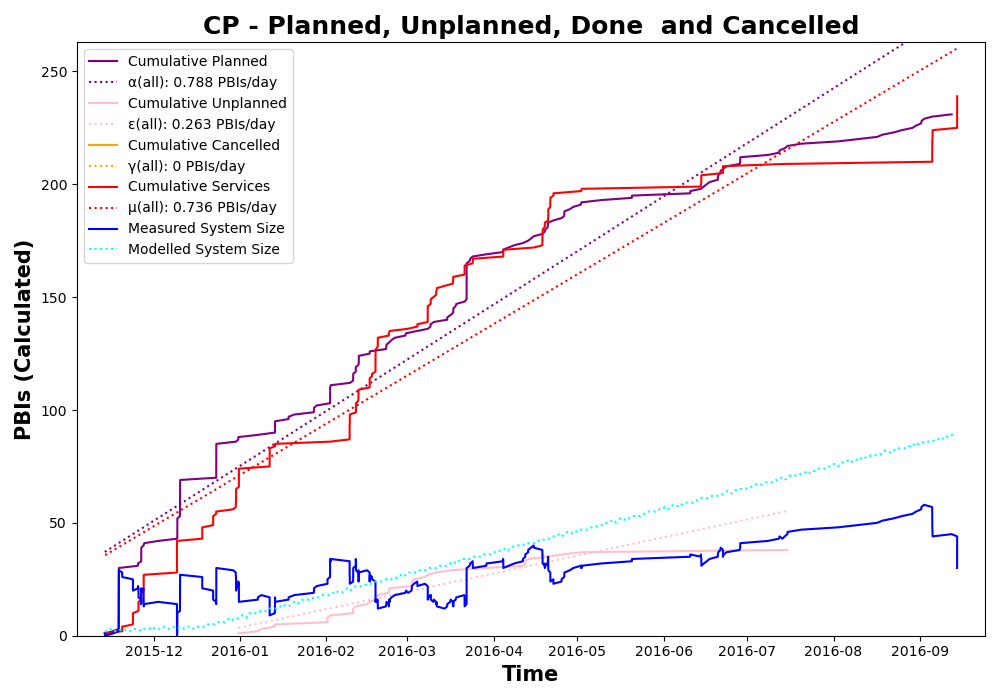 CP - Planned, Unplanned, Done  and Cancelled
PBIs (Calculated)
250
200
150
100
50
0
Cumulative Planned
α(all): 0.788 PBIs/day
Cumulative Unplanned
ε(all): 0.263 PBIs/day
Cumulative Cancelled
γ(all): 0 PBIs/day
Cumulative Services
μ(all): 0.736 PBIs/day
Measured System Size
Modelled System Size
2015-12 2016-01 2016-02 2016-03 2016-04 2016-05 2016-06 2016-07 2016-08 2016-09
Time